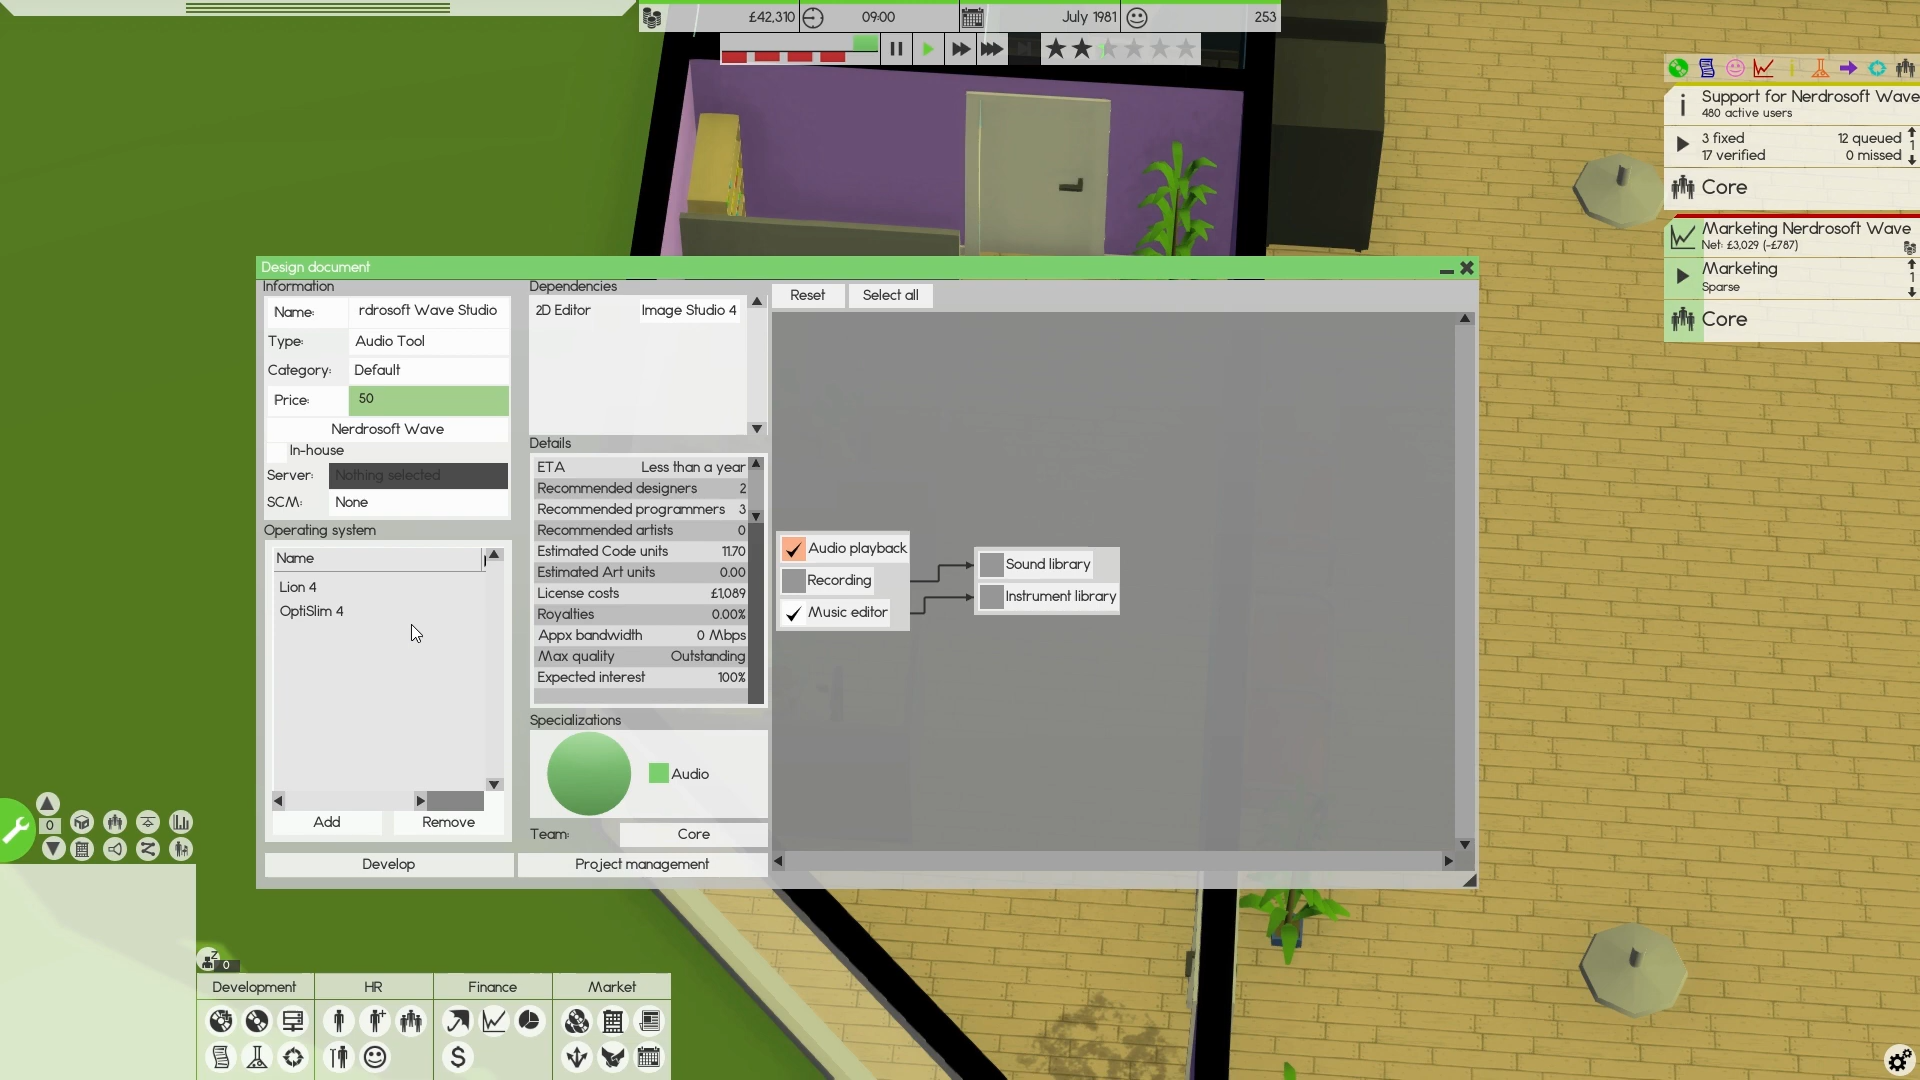 £42,310
09:00
July 1981
253
Support for Nerdrosoft Wave
480 active users
3 fixed
12 queued
1
17 verified
0 missed
Core
Marketing Nerdrosoft Wave
Net: £3,029 (-£787)
Marketing
1
Sparse
Core
Design document
Information
Name:
rdrosoft Wave Studio
Type:
Audio Tool
Category:
Default
Price:
50
Nerdrosoft Wave
In-house
Server:
Nothing selected
SCM:
None
Operating system
Name
Lion 4
OptiSlim 4
Add
Remove
Develop
Dependencies
2D Editor
Image Studio 4
Details
ETA
Less than a year
Recommended designers
2
Recommended programmers
3
Recommended artists
0
Estimated Code units
11.70
Estimated Art units
0.00
License costs
£1,089
Royalties
0.00%
Appx bandwidth
0 Mbps
Max quality
Outstanding
Expected interest
100%
Specializations
Audio
Team:
Core
Project management
Reset
Select all
Audio playback
Recording
Music editor
Sound library
Instrument library
0
Z
0
Development
HR
Finance
Market